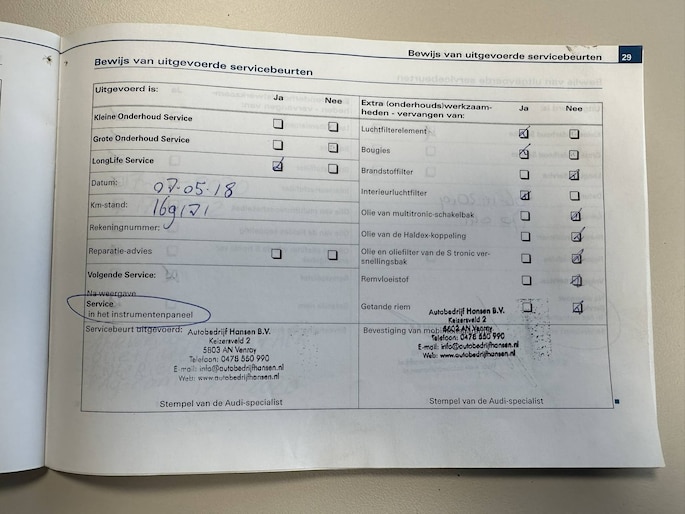 Bewijs van uitgevoerde servicebeurten
29
Bewijs van uitgevoerde servicebeurten
Uitgevoerd is:
Ja
Nee
Kleine Onderhoud Service
Grote Onderhoud Service
LongLife Service
Datum: 07-05-18
Km-stand: 169171
Rekeningnummer:
Reparatie-advies
Volgende Service:
Na weergave
Service
in het instrumentenpaneel
Servicebeurt uitgevoerd:
Autobedrijf Hansen B.V.
Keizersveld 2
5803 AN Venray
Telefoon: 0478 550 990
E-mail: info@autobedrijfhansen.nl
Web: www.autobedrijfhansen.nl
Stempel van de Audi-specialist
Extra (onderhouds)werkzaam-
heden - vervangen van:
Ja
Nee
Luchtfilterelement
Bougies
Brandstoffilter
Interieurluchtfilter
Olie van multitronic-schakelbak
Olie van de Haldex-koppeling
Olie en oliefilter van de S tronic ver-
snellingsbak
Remvloeistof
Getande riem
Bevestiging van
Autobedrijf Hansen B.V.
Keizersveld 2
5803 AN Venray
Telefoon: 0478 550 990
E-mail: info@autobedrijfhansen.nl
Web: www.autobedrijfhansen.nl
Stempel van de Audi-specialist